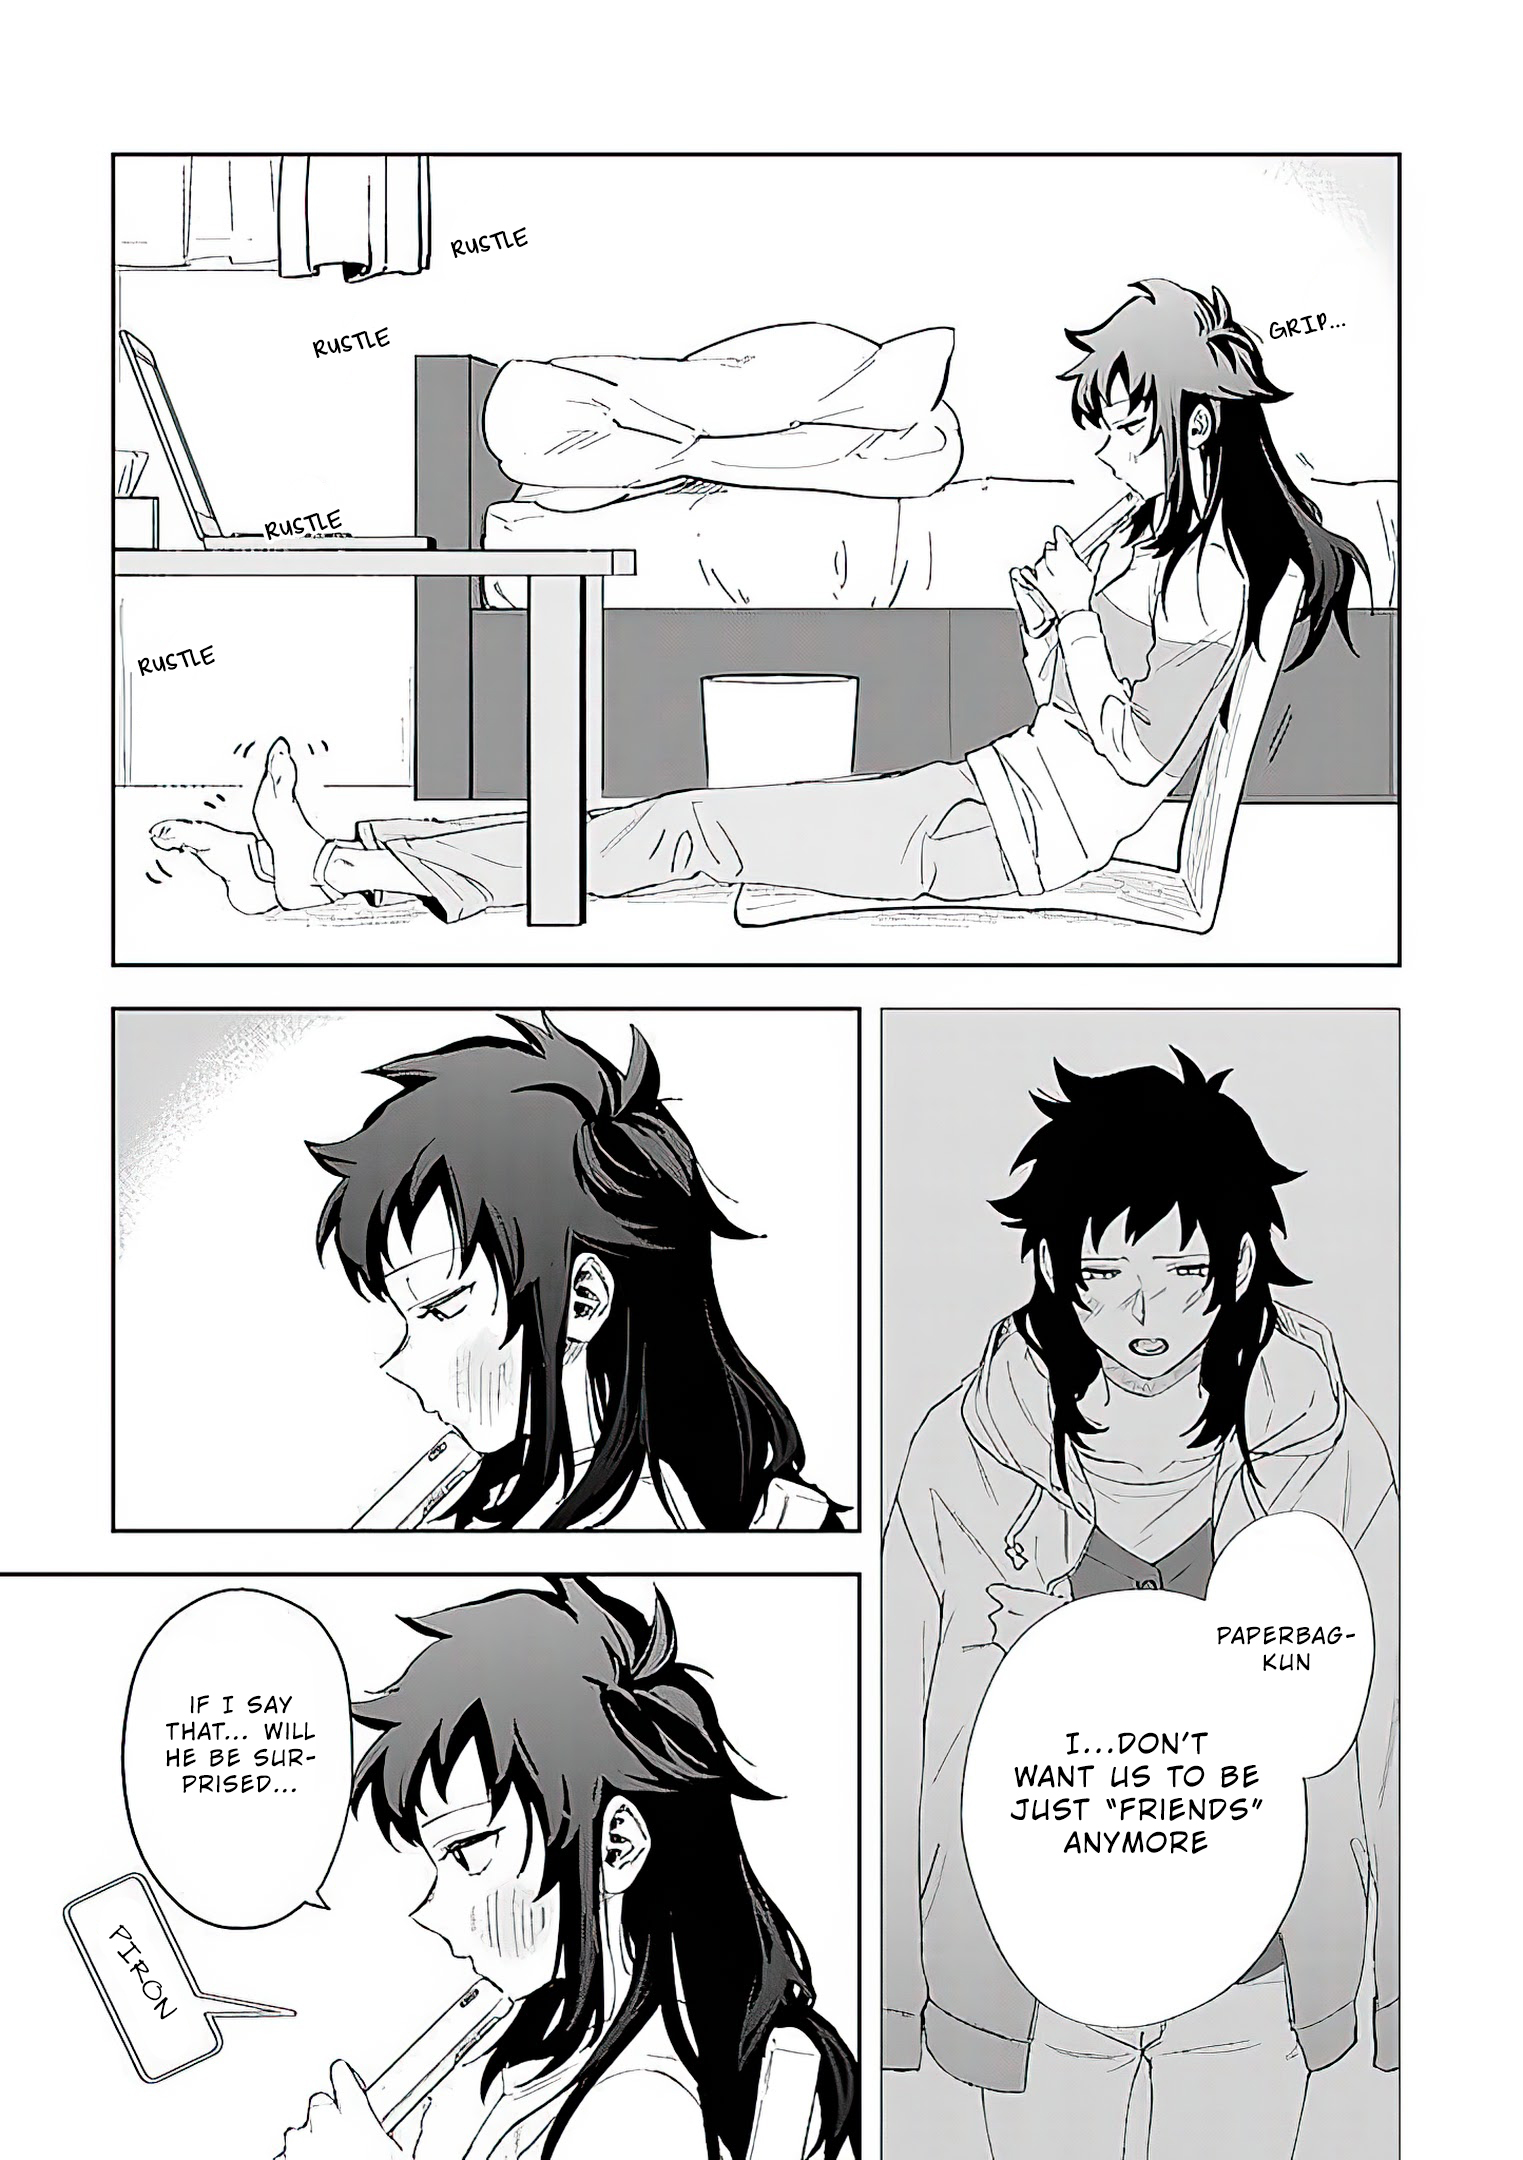 RUSTLE
GRIP...
RUSTLE
RUSTLE
RUSTLE
PAPERBAG-
KUN
I...DON'T
WANT US TO BE
JUST "FRIENDS"
ANYMORE
IF I SAY
THAT... WILL
HE BE SUR-
PRISED...
PIRON